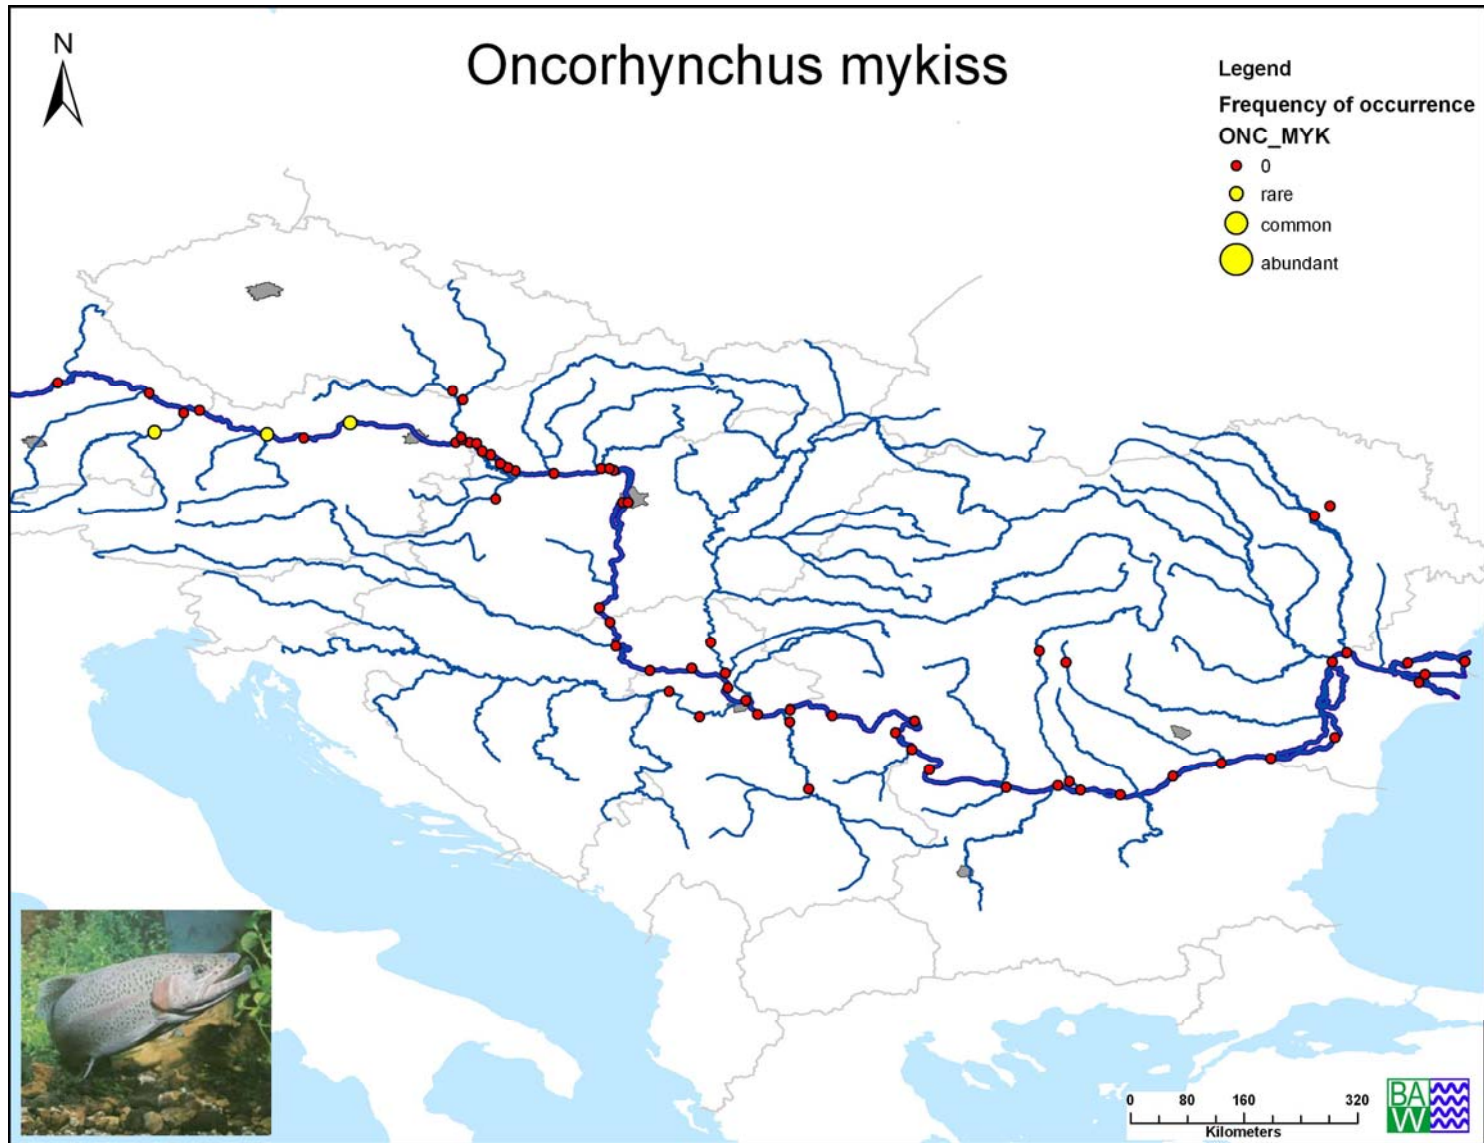 N
Oncorhynchus mykiss
Legend
Frequency of occurrence
ONC_MYK
0
rare
common
abundant
0 80 160 320
Kilometers
BA
W